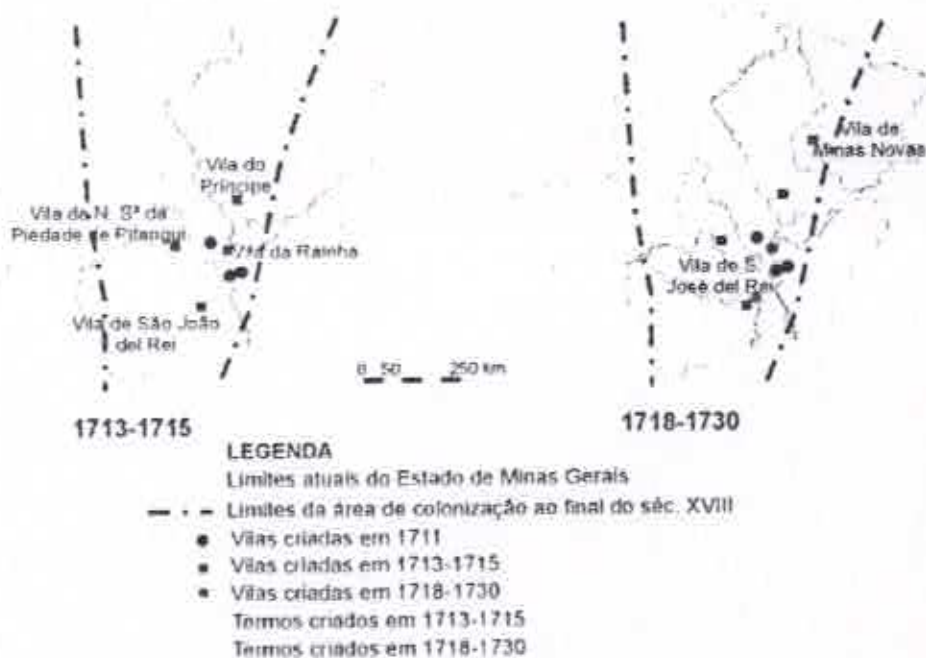 Vila do
Príncipe
Vila de N. Sª da
Piedade de Pitangui
Vila da Rainha
Vila de São João
del Rei
0 50 250 km
1713-1715
Vila de
Minas Novas
Vila de S.
José del Rei
1718-1730
LEGENDA
Limites atuais do Estado de Minas Gerais
Limites da área de colonização ao final do séc. XVIII
Vilas criadas em 1711
Vilas criadas em 1713-1715
Vilas criadas em 1718-1730
Termos criados em 1713-1715
Termos criados em 1718-1730